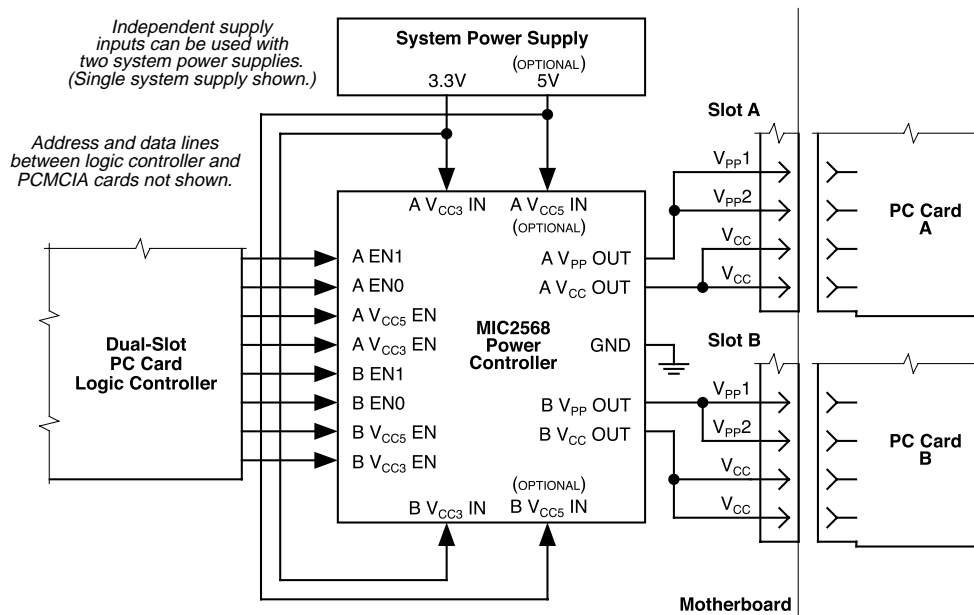 Independent supply
inputs can be used with
two system power supplies.
(Single system supply shown.)
System Power Supply
(OPTIONAL)
3.3V 5V
Address and data lines
between logic controller and
PCMCIA cards not shown.
Slot A
VPP1
VPP2
VCC
VCC
PC Card
A
A VCC3 IN A VCC5 IN
(OPTIONAL)
A EN1
A EN0
A VCC5 EN
A VCC3 EN
B EN1
B EN0
B VCC5 EN
B VCC3 EN
A VPP OUT
A VCC OUT
MIC2568
Power
Controller
GND
B VPP OUT
B VCC OUT
(OPTIONAL)
B VCC3 IN B VCC5 IN
Dual-Slot
PC Card
Logic Controller
Slot B
VPP1
VPP2
VCC
VCC
PC Card
B
Motherboard